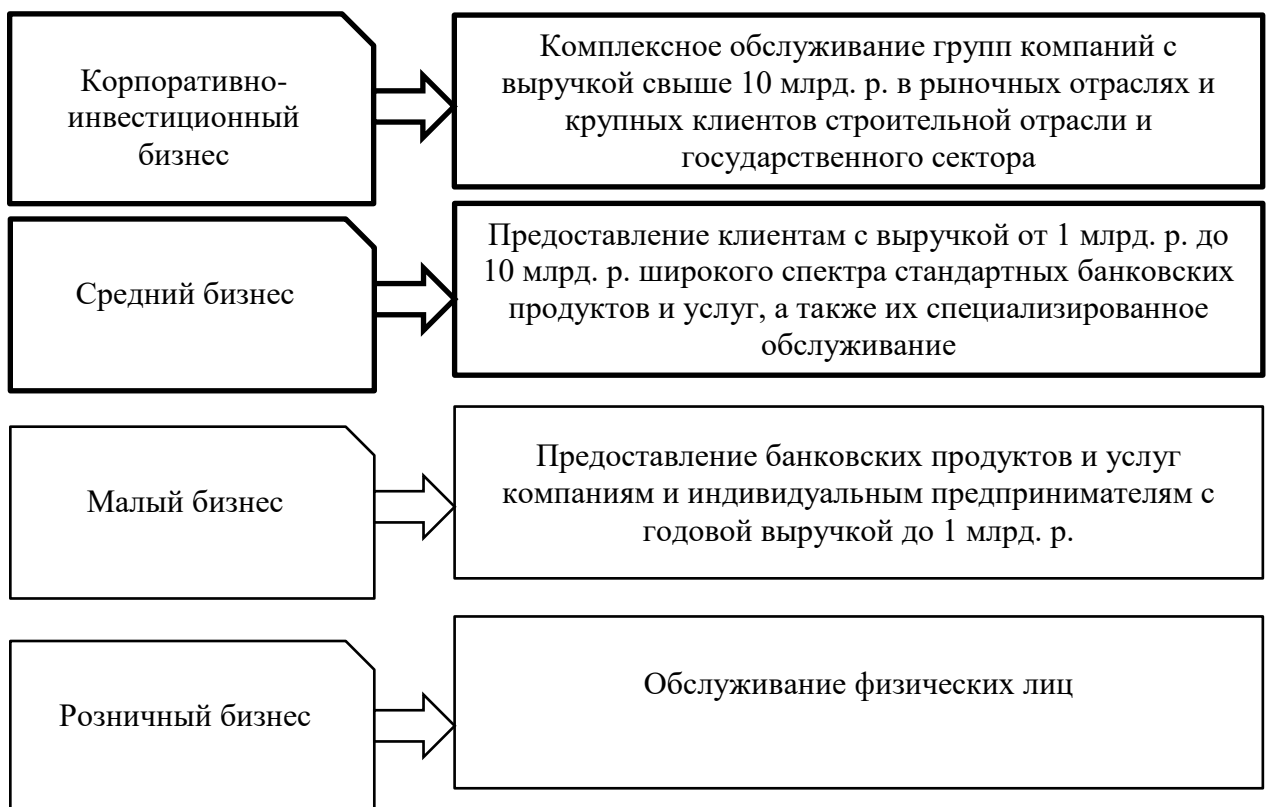 Корпоративно-
инвестиционный
бизнес
Комплексное обслуживание групп компаний с
выручкой свыше 10 млрд. р. в рыночных отраслях и
крупных клиентов строительной отрасли и
государственного сектора
Средний бизнес
Предоставление клиентам с выручкой от 1 млрд. р. до
10 млрд. р. широкого спектра стандартных банковских
продуктов и услуг, а также их специализированное
обслуживание
Малый бизнес
Предоставление банковских продуктов и услуг
компаниям и индивидуальным предпринимателям с
годовой выручкой до 1 млрд. р.
Розничный бизнес
Обслуживание физических лиц